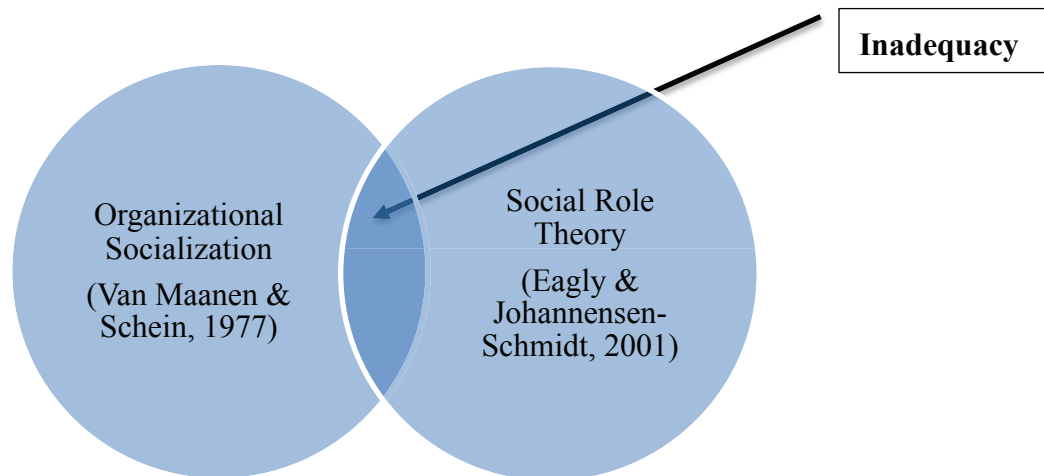 Inadequacy
Organizational
Socialization
(Van Maanen &
Schein, 1977)
Social Role
Theory
(Eagly &
Johannensen-
Schmidt, 2001)